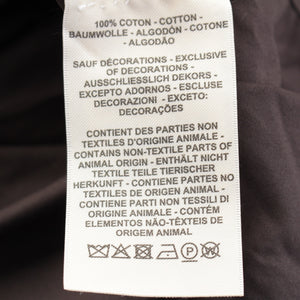 100% COTON - COTTON -
BAUMWOLLE - ALGODÓN - COTONE
- ALGODÃO
SAUF DÉCORATIONS - EXCLUSIVE
OF DECORATIONS -
AUSSCHLIESSLICH DEKORS -
EXCEPTO ADORNOS - ESCLUSE
DECORAZIONI - EXCETO:
DECORAÇÕES
CONTIENT DES PARTIES NON
TEXTILES D'ORIGINE ANIMALE -
CONTAINS NON-TEXTILE PARTS OF
ANIMAL ORIGIN - ENTHÄLT NICHT
TEXTILE TEILE TIERISCHER
HERKUNFT - CONTIENE PARTES
NO TEXTILES DE ORIGEN ANIMAL
- CONTIENE PARTI NON TESSILI DI
ORIGINE ANIMALE - CONTÉM
ELEMENTOS NÃO-TÊXTEIS DE
ORIGEM ANIMAL
P W